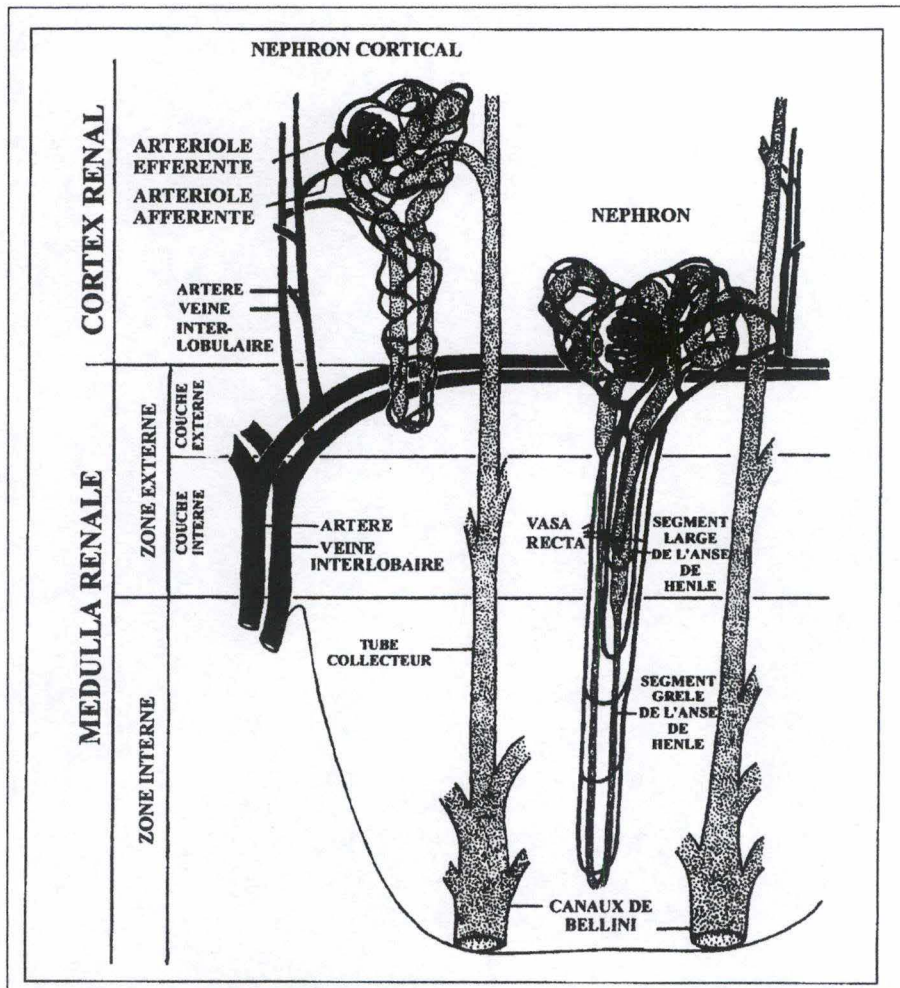 NEPHRON CORTICAL
CORTEX RENAL
ARTERIOLE
EFFERENTE
ARTERIOLE
AFFERENTE
NEPHRON
ARTERE
VEINE
INTER-
LOBULAIRE
MEDULLA RENALE
ZONE EXTERNE
COUCHE
EXTERNE
COUCHE
INTERNE
ARTERE
VEINE
INTERLOBAIRE
VASA
RECTA
SEGMENT
LARGE
DE L'ANSE
DE
HENLE
ZONE INTERNE
TUBE
COLLECTEUR
SEGMENT
GRELE
DE L'ANSE
DE
HENLE
CANAUX DE
BELLINI